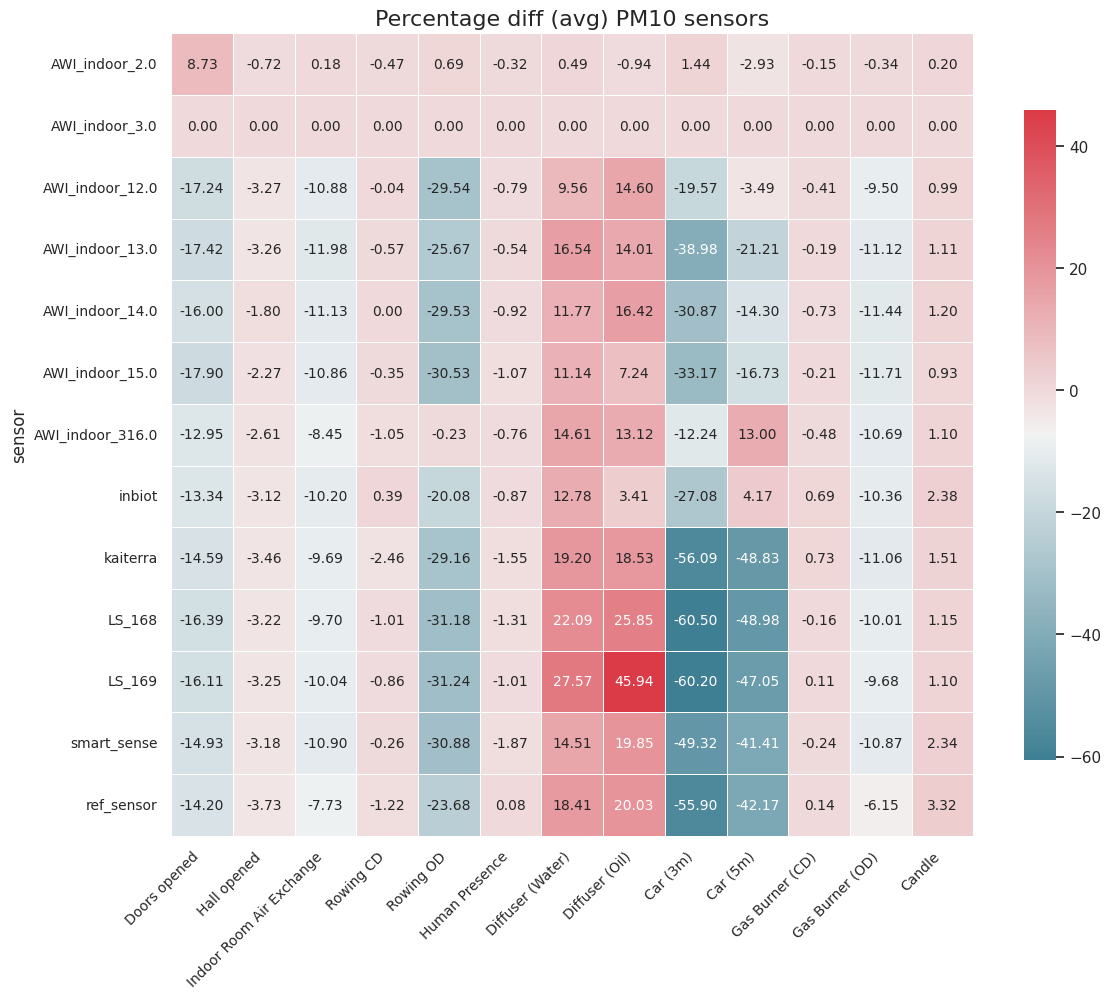 Percentage diff (avg) PM10 sensors
sensor
AWI_indoor_2.0 8.73 -0.72 0.18 -0.47 0.69 -0.32 0.49 -0.94 1.44 -2.93 -0.15 -0.34 0.20
AWI_indoor_3.0 0.00 0.00 0.00 0.00 0.00 0.00 0.00 0.00 0.00 0.00 0.00 0.00 0.00
AWI_indoor_12.0 -17.24 -3.27 -10.88 -0.04 -29.54 -0.79 9.56 14.60 -19.57 -3.49 -0.41 -9.50 0.99
AWI_indoor_13.0 -17.42 -3.26 -11.98 -0.57 -25.67 -0.54 16.54 14.01 -38.98 -21.21 -0.19 -11.12 1.11
AWI_indoor_14.0 -16.00 -1.80 -11.13 0.00 -29.53 -0.92 11.77 16.42 -30.87 -14.30 -0.73 -11.44 1.20
AWI_indoor_15.0 -17.90 -2.27 -10.86 -0.35 -30.53 -1.07 11.14 7.24 -33.17 -16.73 -0.21 -11.71 0.93
AWI_indoor_316.0 -12.95 -2.61 -8.45 -1.05 -0.23 -0.76 14.61 13.12 -12.24 13.00 -0.48 -10.69 1.10
inbiot -13.34 -3.12 -10.20 0.39 -20.08 -0.87 12.78 3.41 -27.08 4.17 0.69 -10.36 2.38
kaiterra -14.59 -3.46 -9.69 -2.46 -29.16 -1.55 19.20 18.53 -56.09 -48.83 0.73 -11.06 1.51
LS_168 -16.39 -3.22 -9.70 -1.01 -31.18 -1.31 22.09 25.85 -60.50 -48.98 -0.16 -10.01 1.15
LS_169 -16.11 -3.25 -10.04 -0.86 -31.24 -1.01 27.57 45.94 -60.20 -47.05 0.11 -9.68 1.10
smart_sense -14.93 -3.18 -10.90 -0.26 -30.88 -1.87 14.51 19.85 -49.32 -41.41 -0.24 -10.87 2.34
ref_sensor -14.20 -3.73 -7.73 -1.22 -23.68 0.08 18.41 20.03 -55.90 -42.17 0.14 -6.15 3.32
Doors opened
Hall opened
Indoor Room Air Exchange
Rowing CD
Rowing OD
Human Presence
Diffuser (Water)
Diffuser (Oil)
Car (3m)
Car (5m)
Gas Burner (CD)
Gas Burner (OD)
Candle
40
20
0
−20
−40
−60